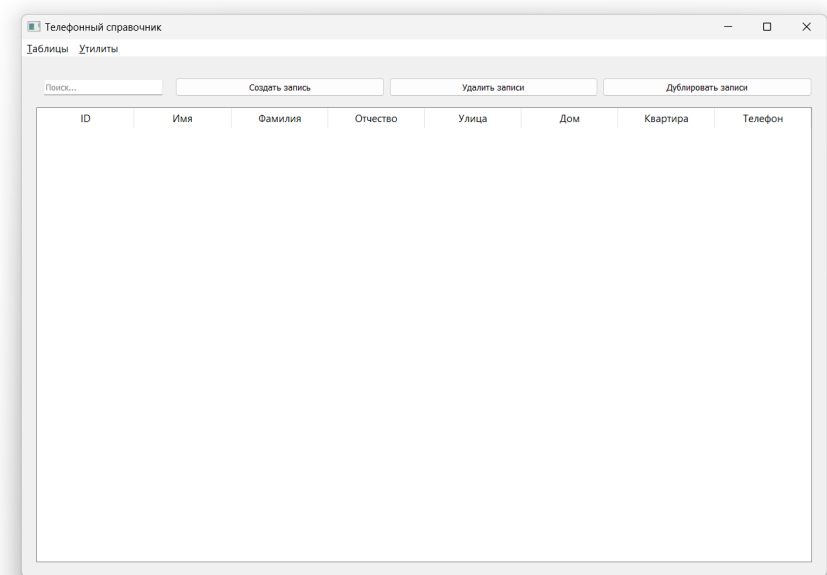 Телефонный справочник
Таблицы Утилиты
Поиск... Создать запись Удалить записи Дублировать записи
ID Имя Фамилия Отчество Улица Дом Квартира Телефон